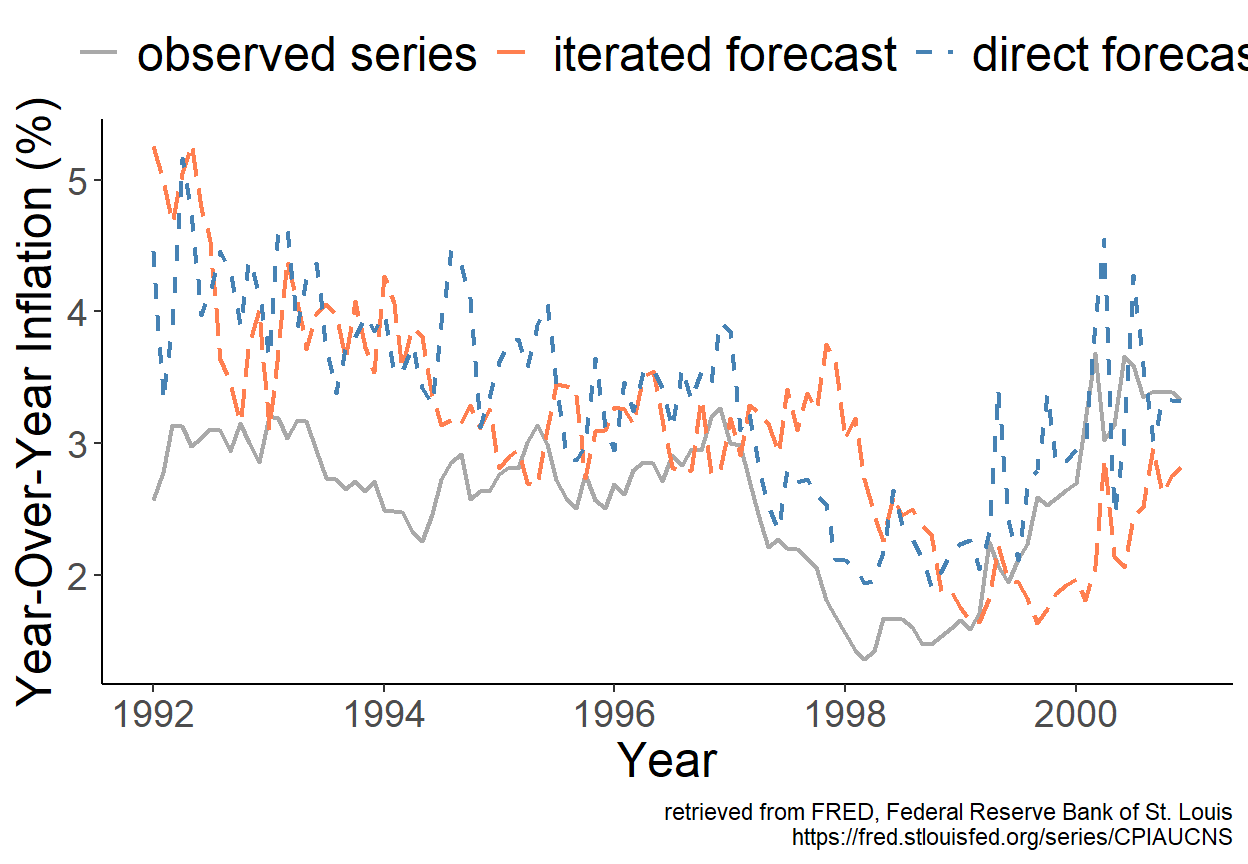 observed series iterated forecast direct forecas
Year-Over-Year Inflation (%)
5
4
3
2
1992 1994 1996 1998 2000
Year
retrieved from FRED, Federal Reserve Bank of St. Louis
https://fred.stlouisfed.org/series/CPIAUCNS